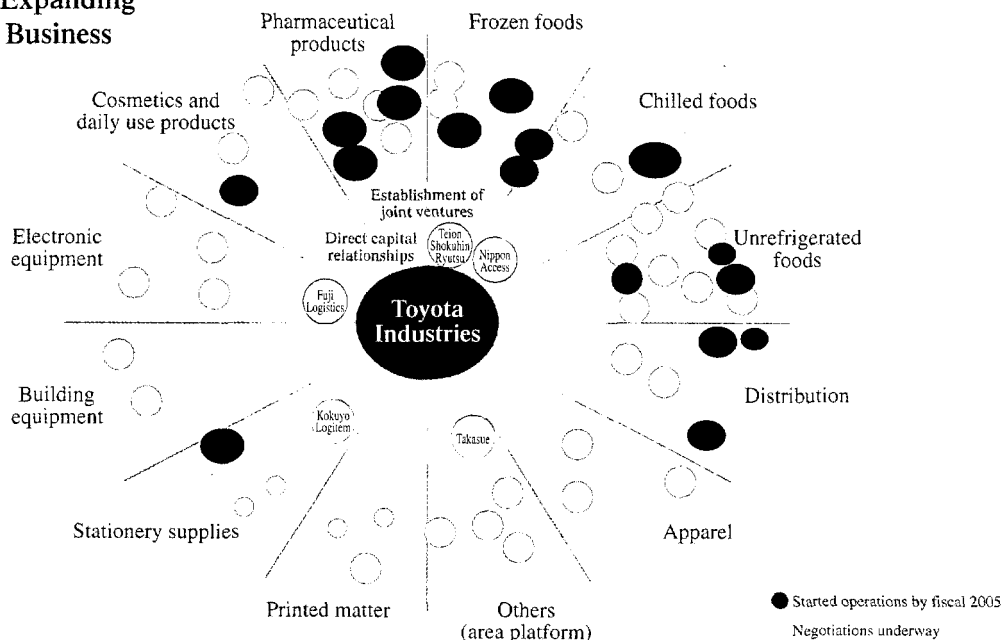 Expanding
Business
Pharmaceutical
products
Frozen foods
Cosmetics and
daily use products
Chilled foods
Establishment of
joint ventures
Direct capital
relationships
Teion
Shokuhin
Ryutsu
Nippon
Access
Electronic
equipment
Unrefrigerated
foods
Fuji
Logistics
Toyota
Industries
Building
equipment
Distribution
Kokuyo
Logitem
Takasue
Stationery supplies
Apparel
Printed matter
Others
(area platform)
Started operations by fiscal 2005
Negotiations underway